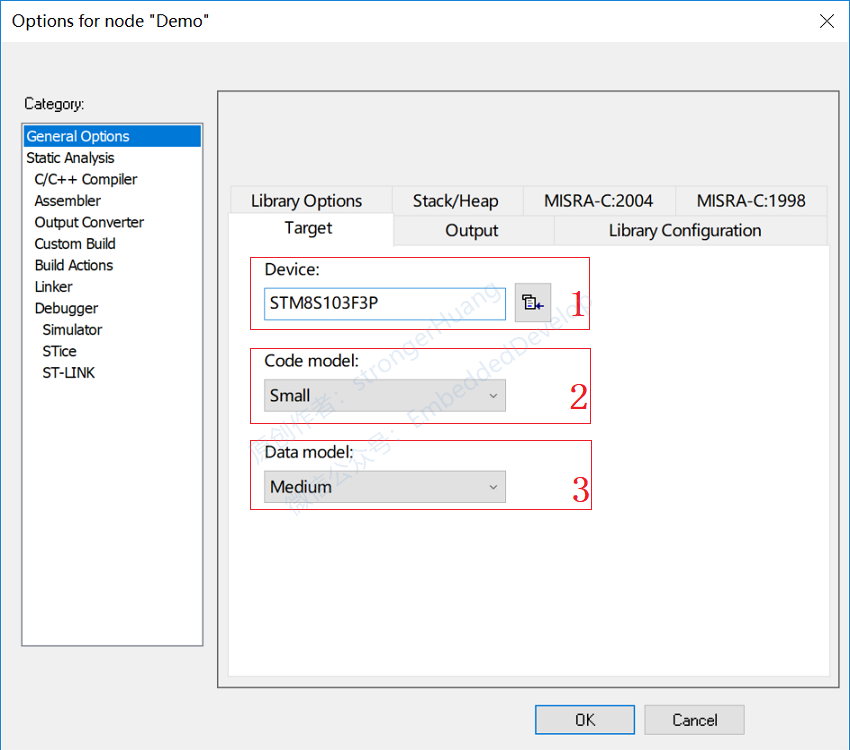 Options for node "Demo"
Category:
General Options
Static Analysis
C/C++ Compiler
Assembler
Output Converter
Custom Build
Build Actions
Linker
Debugger
Simulator
STice
ST-LINK
Library Options Stack/Heap MISRA-C:2004 MISRA-C:1998
Target Output Library Configuration
Device:
STM8S103F3P 1
Code model:
Small 2
Data model:
Medium 3
原创作者：strongerHuang
微信公众号：EmbeddedDevelop
OK Cancel